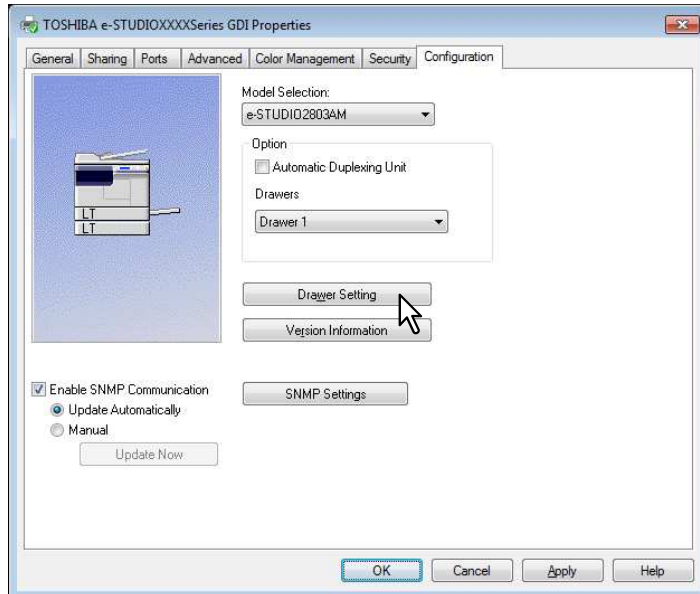 TOSHIBA e-STUDIOXXXXSeries GDI Properties
General Sharing Ports Advanced Color Management Security Configuration
Model Selection:
e-STUDIO2803AM
Option
Automatic Duplexing Unit
Drawers
Drawer 1
LT
LT
Drawer Setting
Version Information
Enable SNMP Communication
SNMP Settings
Update Automatically
Manual
Update Now
OK Cancel Apply Help